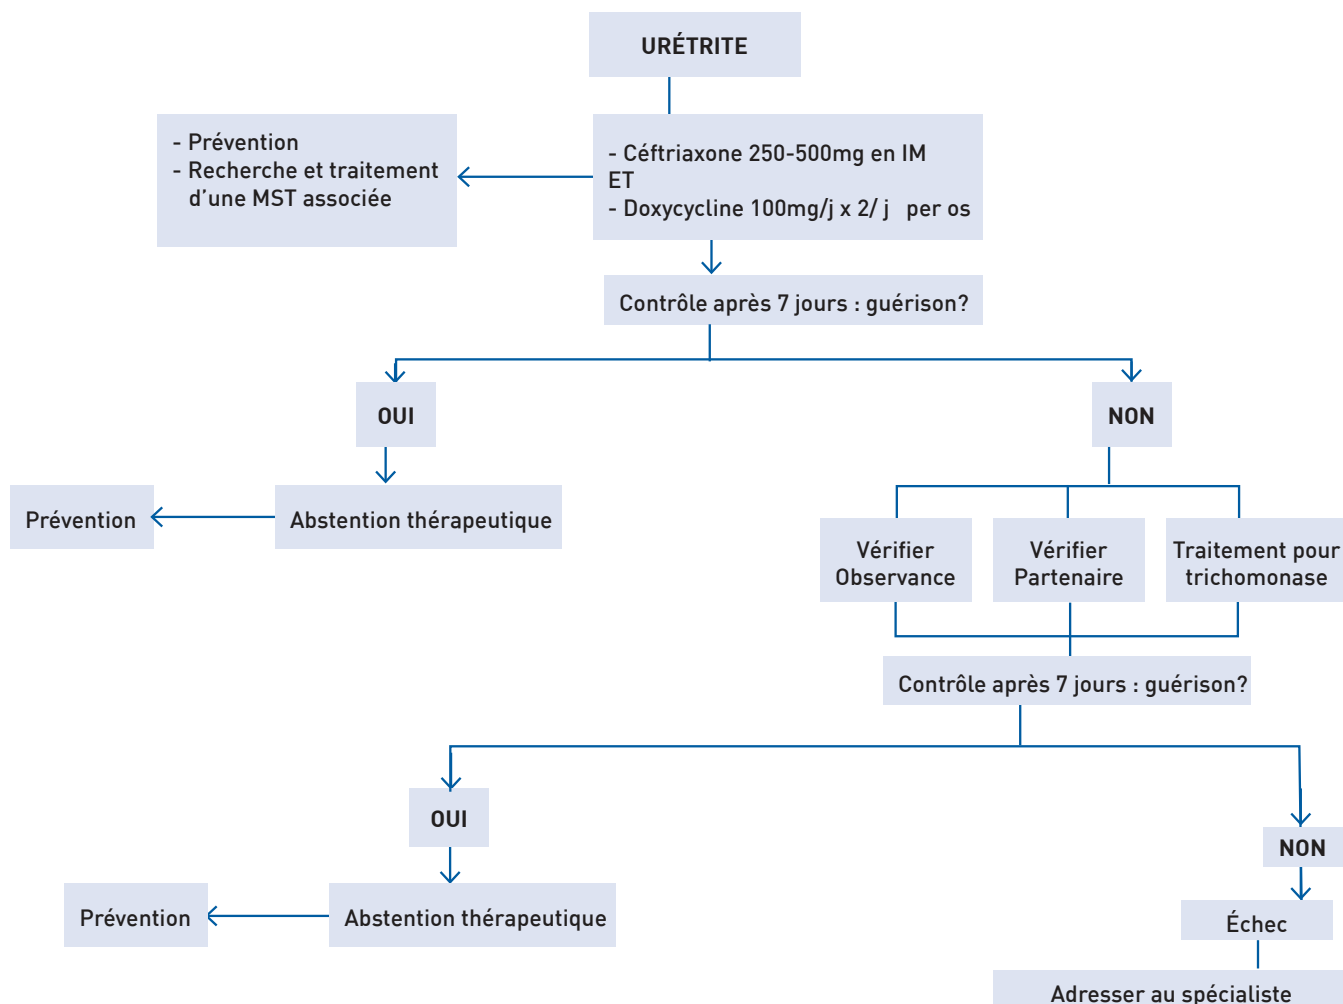 URÉTRITE
- Prévention
- Recherche et traitement
d'une MST associée
- Céftriaxone 250-500mg en IM
ET
- Doxycycline 100mg/j x 2/ j per os
Contrôle après 7 jours : guérison?
OUI
NON
Prévention
Abstention thérapeutique
Vérifier
Observance
Vérifier
Partenaire
Traitement pour
trichomonase
Contrôle après 7 jours : guérison?
OUI
NON
Prévention
Abstention thérapeutique
Échec
Adresser au spécialiste